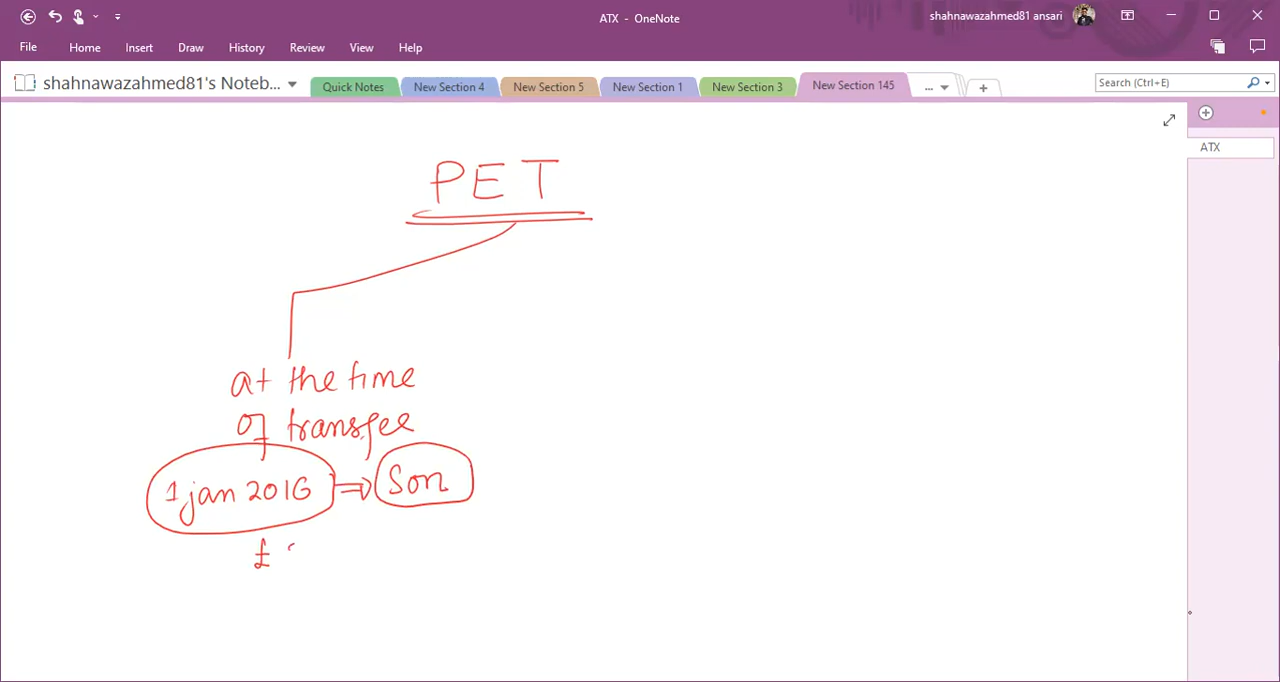 ATX - OneNote
shahnawazahmed81 ansari
File Home Insert Draw History Review View Help
shahnawazahmed81's Noteb... Quick Notes New Section 4 New Section 5 New Section 1 New Section 3 New Section 145 ... Search (Ctrl+E)
ATX
PET
at the time
of transfee
1 jan 2016 ⇒ Son
£